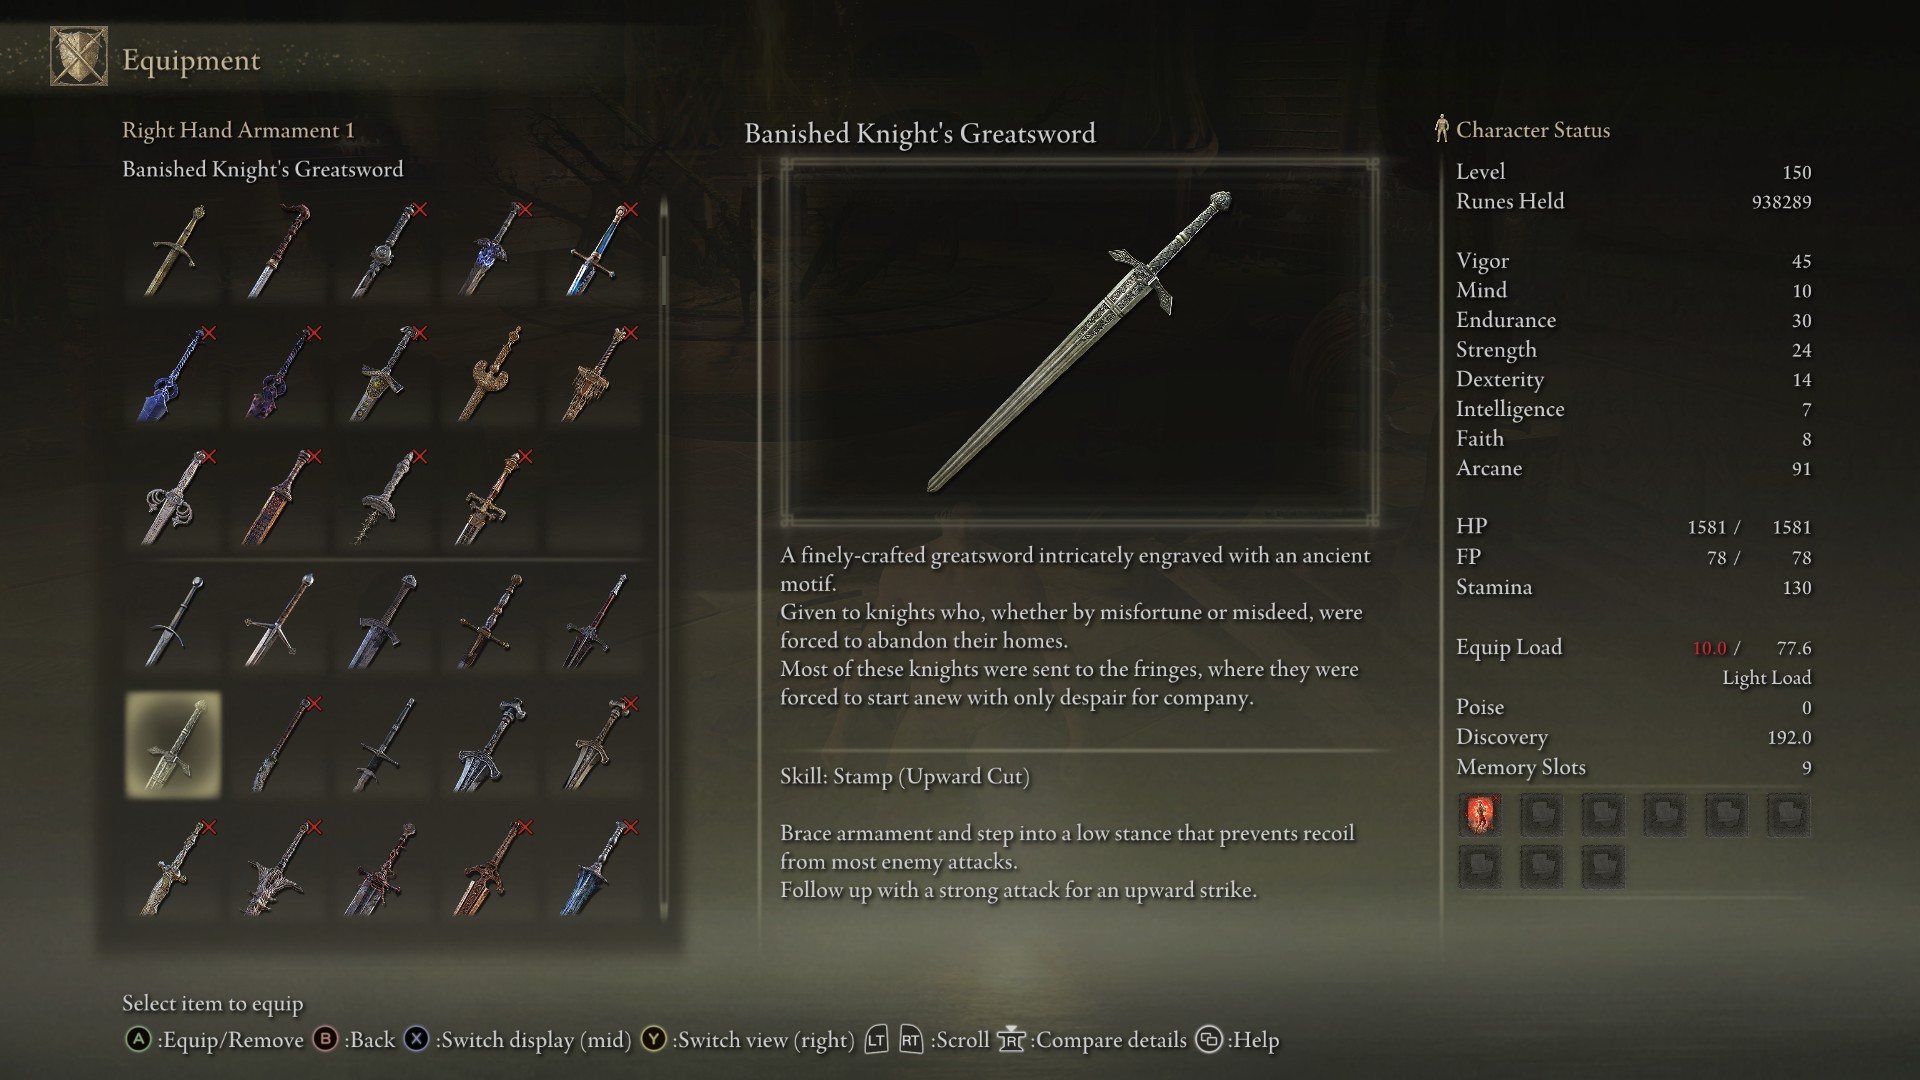 Equipment
Right Hand Armament 1
Banished Knight's Greatsword
Banished Knight's Greatsword
A finely-crafted greatsword intricately engraved with an ancient
motif.
Given to knights who, whether by misfortune or misdeed, were
forced to abandon their homes.
Most of these knights were sent to the fringes, where they were
forced to start anew with only despair for company.
Skill: Stamp (Upward Cut)
Brace armament and step into a low stance that prevents recoil
from most enemy attacks.
Follow up with a strong attack for an upward strike.
Character Status
Level 150
Runes Held 938289
Vigor 45
Mind 10
Endurance 30
Strength 24
Dexterity 14
Intelligence 7
Faith 8
Arcane 91
HP 1581 / 1581
FP 78 / 78
Stamina 130
Equip Load 10.0 / 77.6
Light Load
Poise 0
Discovery 192.0
Memory Slots 9
Select item to equip
A :Equip/Remove B :Back X :Switch display (mid) Y :Switch view (right) LT RT :Scroll R :Compare details :Help